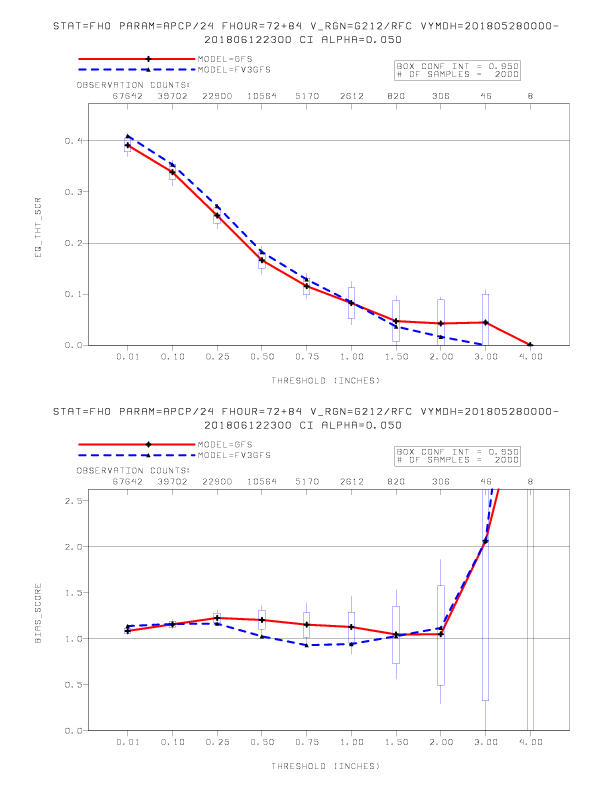 STAT=FHO PARAM=APCP/24 FHOUR=72+84 V_RGN=G212/RFC VYMDH=201805280000-
201806122300 CI ALPHA=0.050
MODEL=GFS
MODEL=FV3GFS
BOX CONF INT = 0.950
# OF SAMPLES = 2000
OBSERVATION COUNTS:
67642 39702 22900 10564 5170 2612 820 306 46 8
0.4
0.3
0.2
0.1
0.0
EQ_THT_SCR
0.01 0.10 0.25 0.50 0.75 1.00 1.50 2.00 3.00 4.00
THRESHOLD (INCHES)
STAT=FHO PARAM=APCP/24 FHOUR=72+84 V_RGN=G212/RFC VYMDH=201805280000-
201806122300 CI ALPHA=0.050
MODEL=GFS
MODEL=FV3GFS
BOX CONF INT = 0.950
# OF SAMPLES = 2000
OBSERVATION COUNTS:
67642 39702 22900 10564 5170 2612 820 306 46 8
2.5
2.0
1.5
1.0
0.5
0.0
BIAS_SCORE
0.01 0.10 0.25 0.50 0.75 1.00 1.50 2.00 3.00 4.00
THRESHOLD (INCHES)